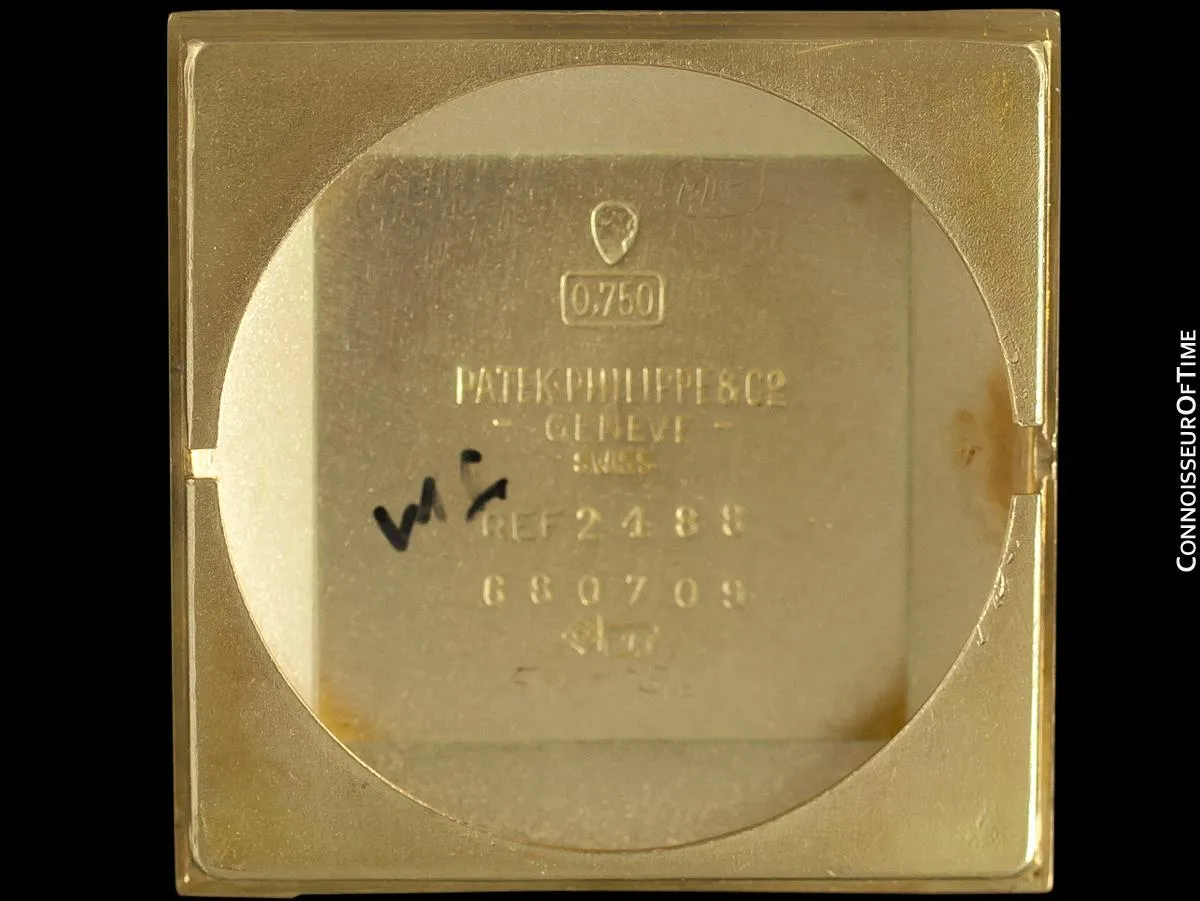 0,750
PATEK·PHILIPPE & Cº
- GENEVE -
SWISS
REF 2488
680709
CONNOISSEUROFTIME